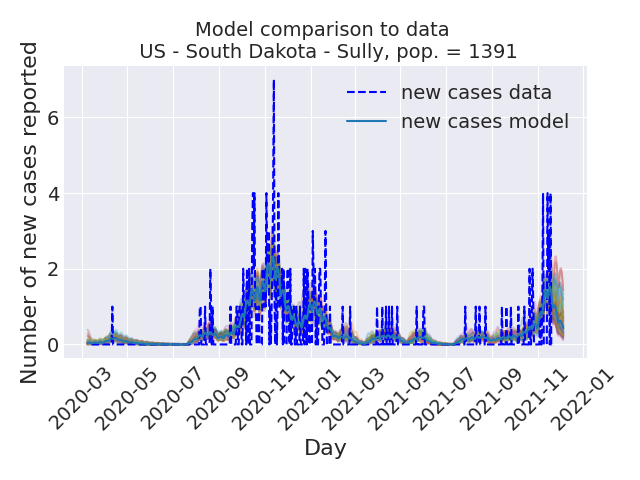 Model comparison to data
US - South Dakota - Sully, pop. = 1391
Number of new cases reported
6
4
2
0
new cases data
new cases model
2020-03
2020-05
2020-07
2020-09
2020-11
2021-01
2021-03
2021-05
2021-07
2021-09
2021-11
2022-01
Day